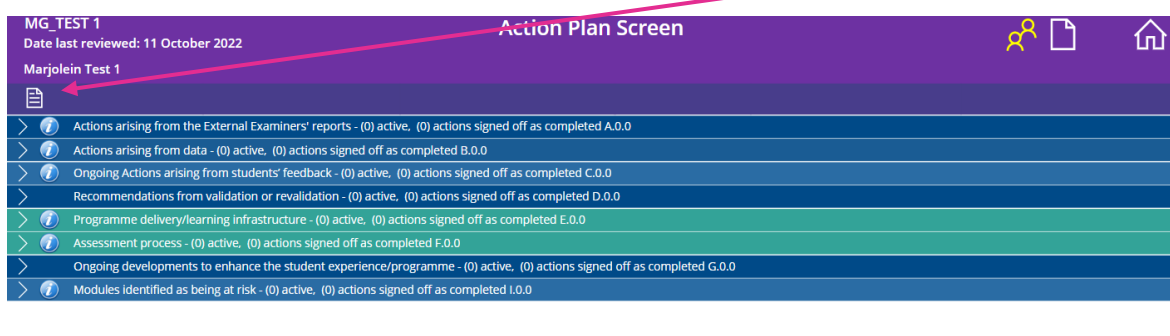 MG_TEST 1
Action Plan Screen
Date last reviewed: 11 October 2022
Marjolein Test 1
Actions arising from the External Examiners' reports - (0) active, (0) actions signed off as completed A.0.0
Actions arising from data - (0) active, (0) actions signed off as completed B.0.0
Ongoing Actions arising from students' feedback - (0) active, (0) actions signed off as completed C.0.0
Recommendations from validation or revalidation - (0) active, (0) actions signed off as completed D.0.0
Programme delivery/learning infrastructure - (0) active, (0) actions signed off as completed E.0.0
Assessment process - (0) active, (0) actions signed off as completed F.0.0
Ongoing developments to enhance the student experience/programme - (0) active, (0) actions signed off as completed G.0.0
Modules identified as being at risk - (0) active, (0) actions signed off as completed I.0.0